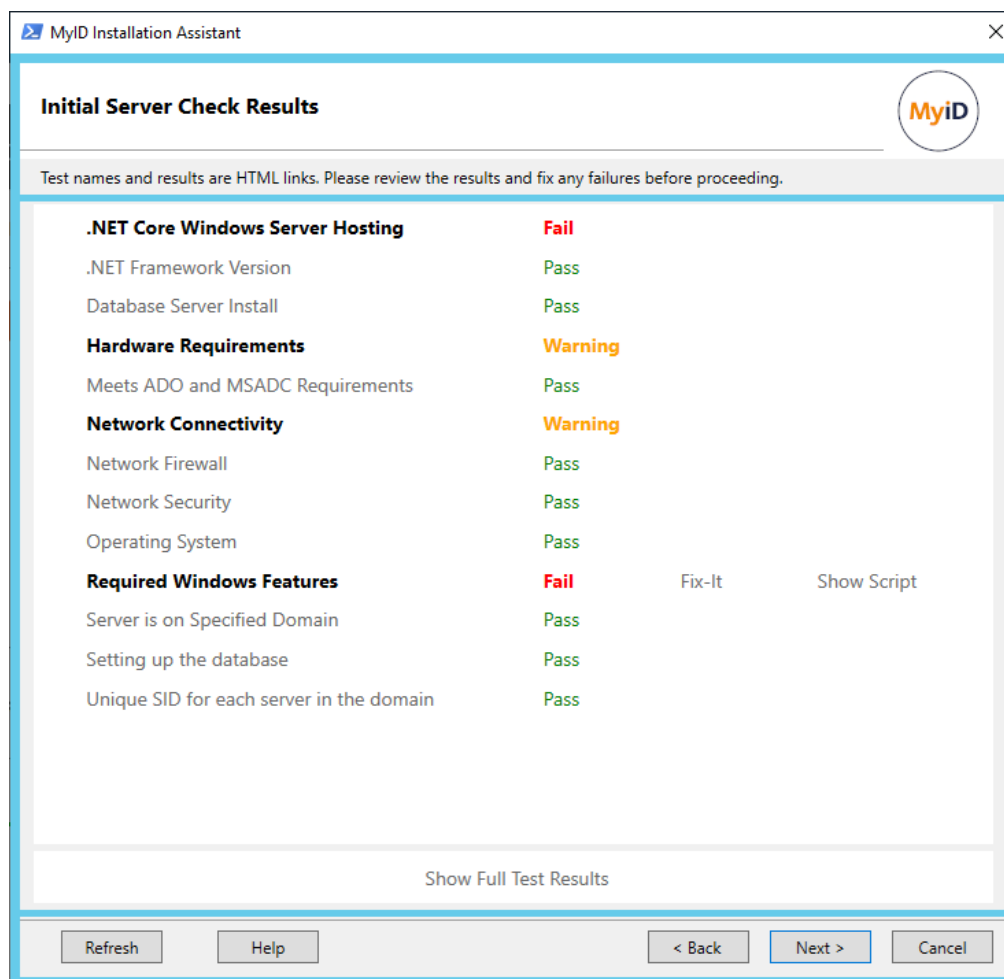 MyID Installation Assistant
Initial Server Check Results
MyiD
Test names and results are HTML links. Please review the results and fix any failures before proceeding.
.NET Core Windows Server Hosting Fail
.NET Framework Version Pass
Database Server Install Pass
Hardware Requirements Warning
Meets ADO and MSADC Requirements Pass
Network Connectivity Warning
Network Firewall Pass
Network Security Pass
Operating System Pass
Required Windows Features Fail Fix-It Show Script
Server is on Specified Domain Pass
Setting up the database Pass
Unique SID for each server in the domain Pass
Show Full Test Results
Refresh Help < Back Next > Cancel